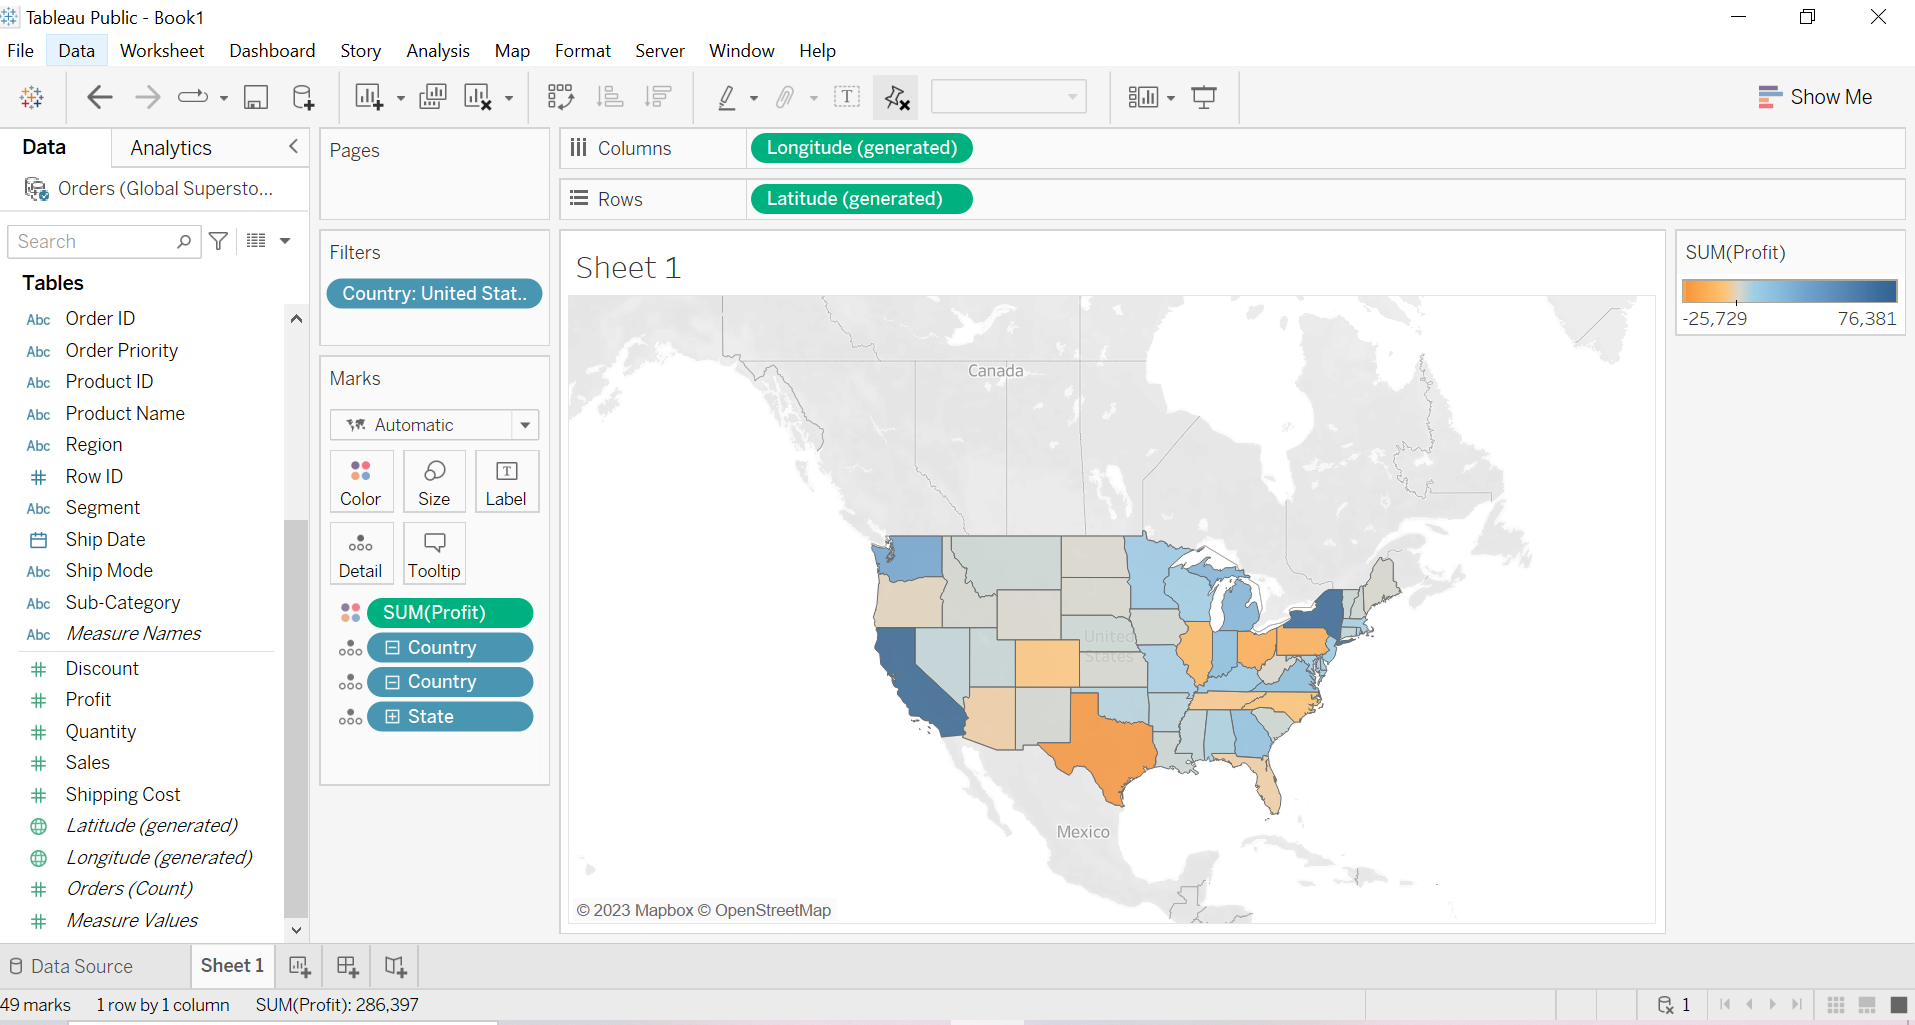 Tableau Public - Book1
File Data Worksheet Dashboard Story Analysis Map Format Server Window Help
Show Me
Data
Analytics
Orders (Global Supersto...
Search
Tables
Abc Order ID
Abc Order Priority
Abc Product ID
Abc Product Name
Abc Region
Row ID
Abc Segment
Ship Date
Abc Ship Mode
Abc Sub-Category
Abc Measure Names
Discount
Profit
Quantity
Sales
Shipping Cost
Latitude (generated)
Longitude (generated)
Orders (Count)
Measure Values
Pages
Filters
Country: United Stat..
Marks
Automatic
Color Size Label
Detail Tooltip
SUM(Profit)
Country
Country
State
Columns Longitude (generated)
Rows Latitude (generated)
Sheet 1
Canada
United
States
Mexico
© 2023 Mapbox © OpenStreetMap
SUM(Profit)
-25,729 76,381
Data Source Sheet 1
49 marks 1 row by 1 column SUM(Profit): 286,397
1